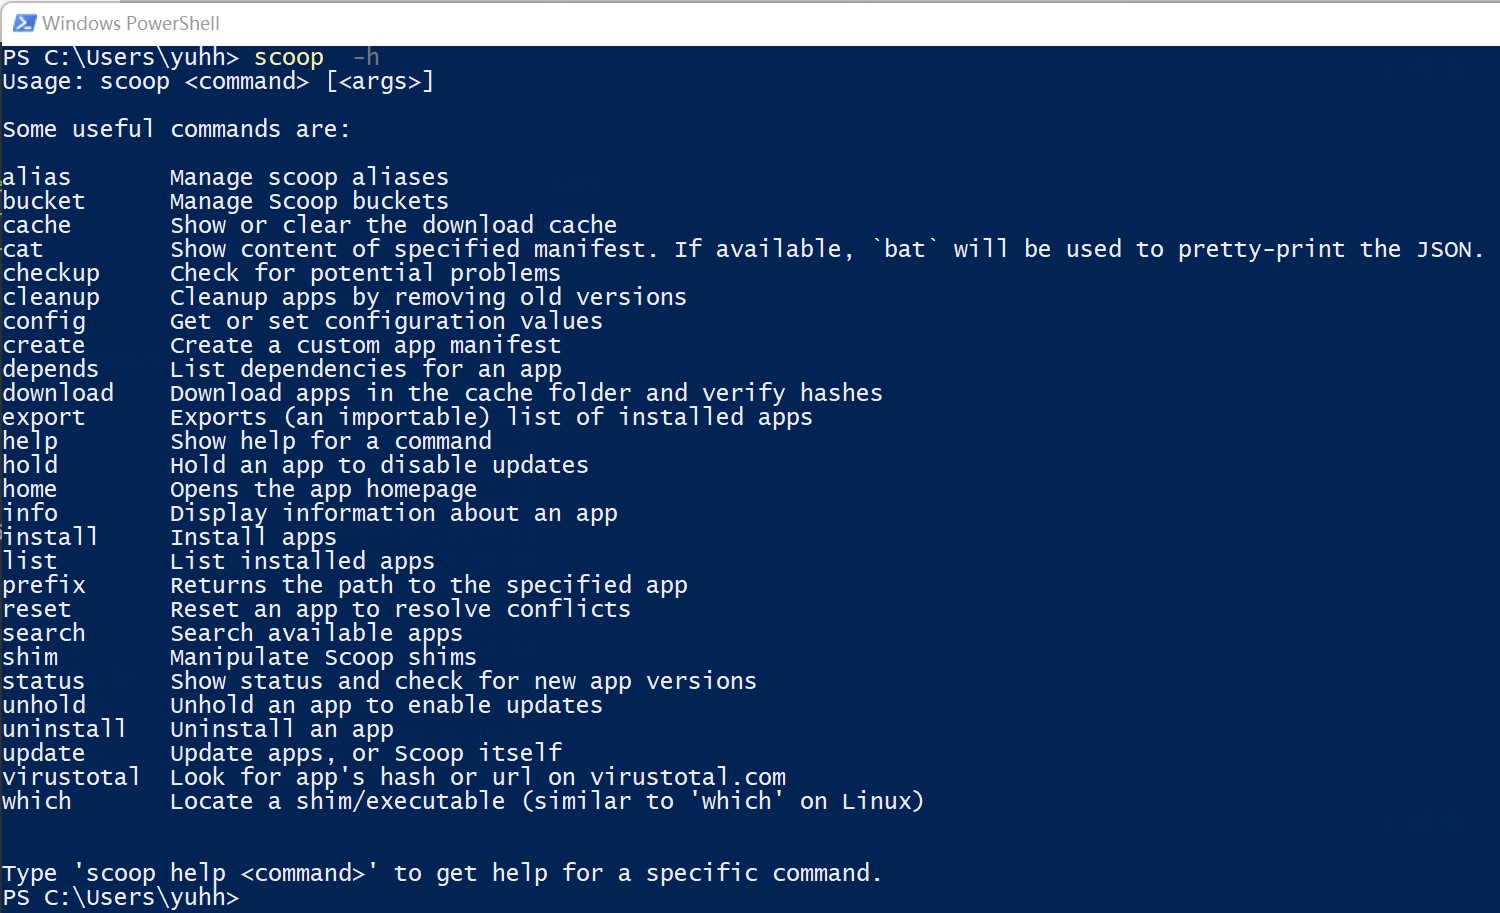 Windows PowerShell
PS C:\Users\yuhh> scoop  -h
Usage: scoop <command> [<args>]
Some useful commands are:
alias       Manage scoop aliases
bucket      Manage Scoop buckets
cache       Show or clear the download cache
cat         Show content of specified manifest. If available, `bat` will be used to pretty-print the JSON.
checkup     Check for potential problems
cleanup     Cleanup apps by removing old versions
config      Get or set configuration values
create      Create a custom app manifest
depends     List dependencies for an app
download    Download apps in the cache folder and verify hashes
export      Exports (an importable) list of installed apps
help        Show help for a command
hold        Hold an app to disable updates
home        Opens the app homepage
info        Display information about an app
install     Install apps
list        List installed apps
prefix      Returns the path to the specified app
reset       Reset an app to resolve conflicts
search      Search available apps
shim        Manipulate Scoop shims
status      Show status and check for new app versions
unhold      Unhold an app to enable updates
uninstall   Uninstall an app
update      Update apps, or Scoop itself
virustotal  Look for app's hash or url on virustotal.com
which       Locate a shim/executable (similar to 'which' on Linux)
Type 'scoop help <command>' to get help for a specific command.
PS C:\Users\yuhh>